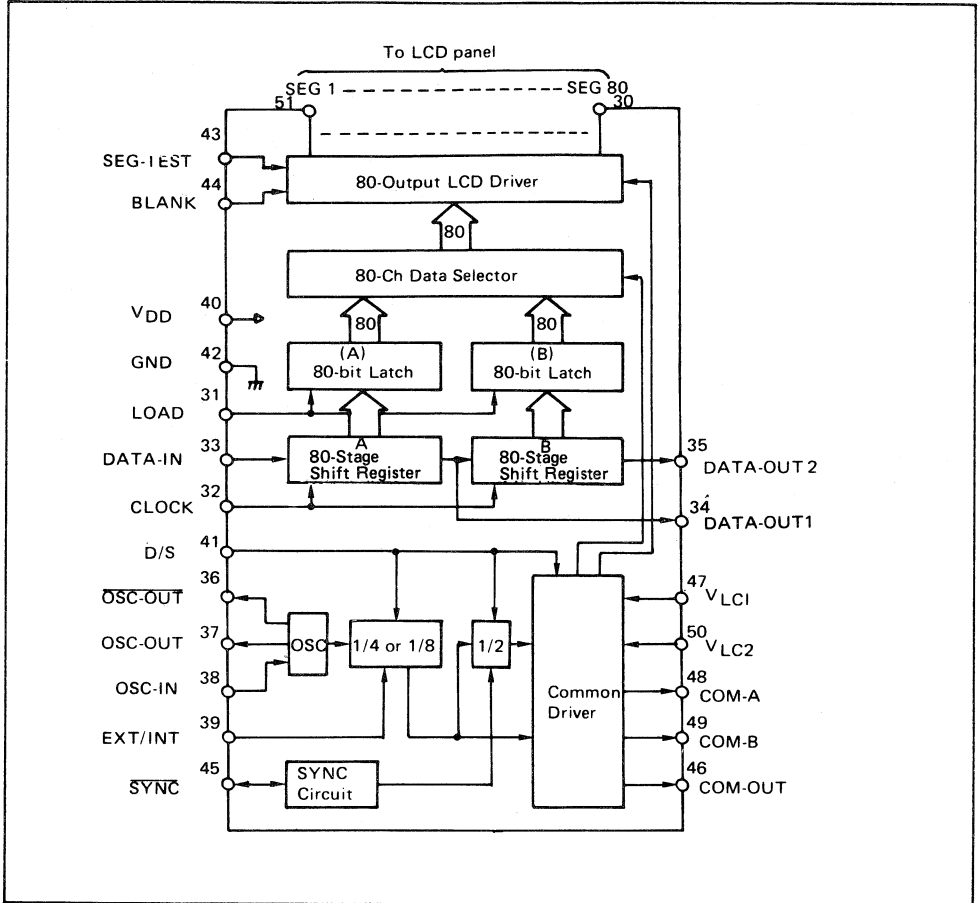 To LCD panel
SEG 1 SEG 80
51 30
43
SEG-TEST
44
BLANK
80-Output LCD Driver
80
80-Ch Data Selector
40
VDD
80 80
42
GND
(A)
80-bit Latch
(B)
80-bit Latch
31
LOAD
33
DATA-IN
A
80-Stage
Shift Register
B
80-Stage
Shift Register
35
DATA-OUT 2
32
CLOCK
34
DATA-OUT1
41
D/S
36
OSC-OUT
37
OSC-OUT
38
OSC-IN
OSC
1/4 or 1/8
1/2
Common
Driver
47
VLC1
50
VLC2
48
COM-A
39
EXT/INT
49
COM-B
45
SYNC
SYNC
Circuit
46
COM-OUT